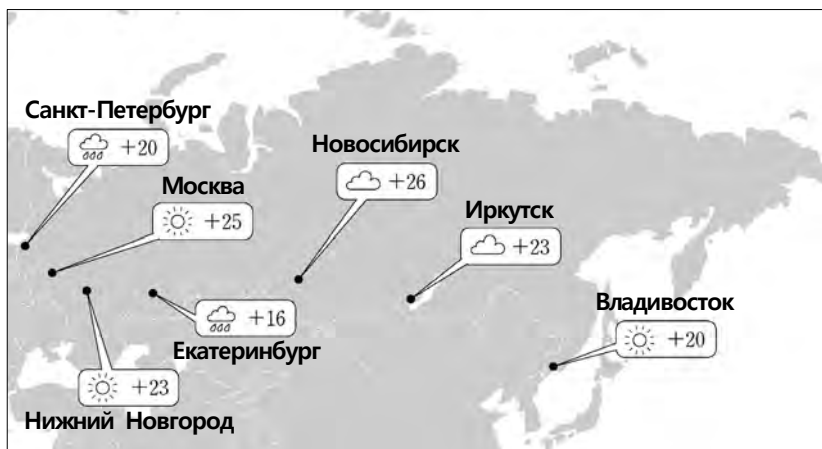 Санкт-Петербург
+20
Новосибирск
+26
Москва
+25
Иркутск
+23
Владивосток
+20
+16
Екатеринбург
+23
Нижний Новгород